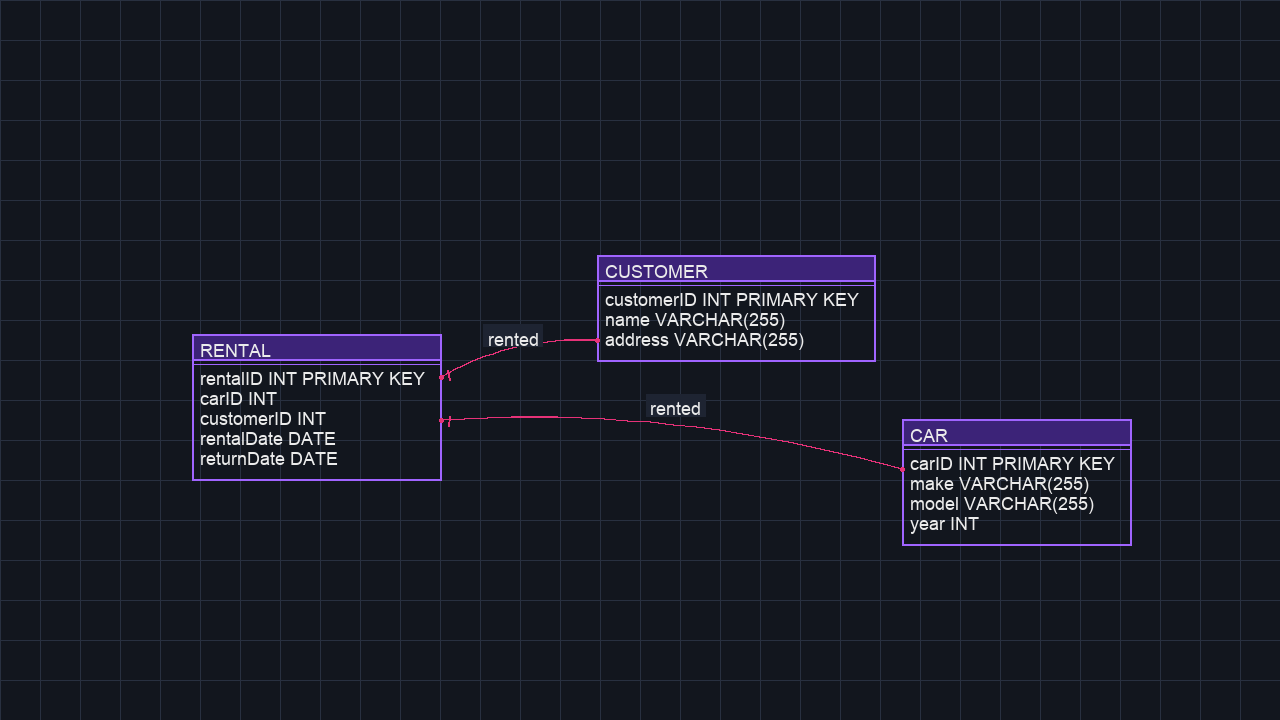 CUSTOMER
customerID INT PRIMARY KEY
name VARCHAR(255)
address VARCHAR(255)
rented
RENTAL
rentalID INT PRIMARY KEY
carID INT
customerID INT
rentalDate DATE
returnDate DATE
rented
CAR
carID INT PRIMARY KEY
make VARCHAR(255)
model VARCHAR(255)
year INT